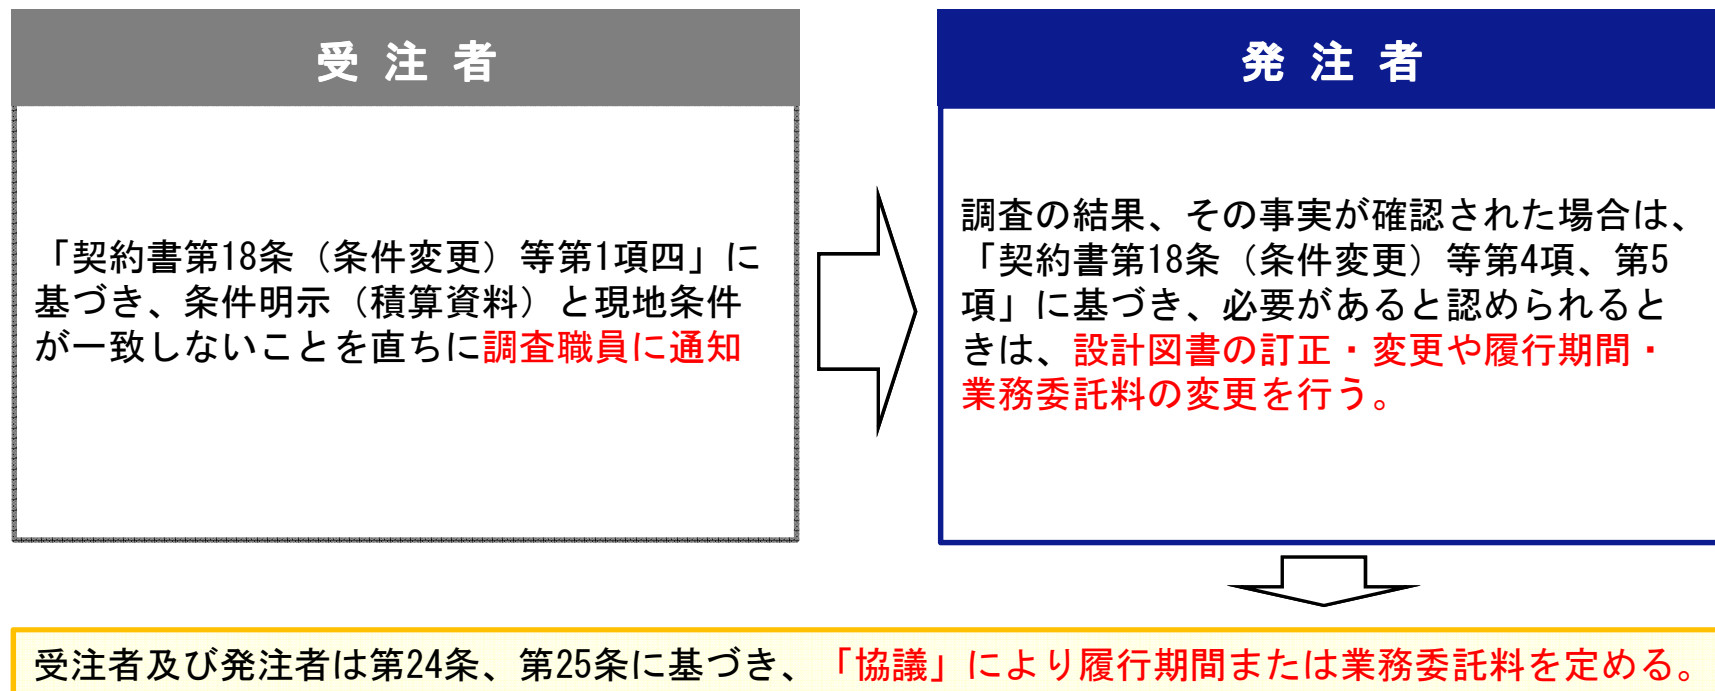 受注者
「契約書第18条（条件変更）等第1項四」に
基づき、条件明示（積算資料）と現地条件
が一致しないことを直ちに調査職員に通知
発注者
調査の結果、その事実が確認された場合は、
「契約書第18条（条件変更）等第4項、第5
項」に基づき、必要があると認められると
きは、設計図書の訂正・変更や履行期間・
業務委託料の変更を行う。
受注者及び発注者は第24条、第25条に基づき、「協議」により履行期間または業務委託料を定める。